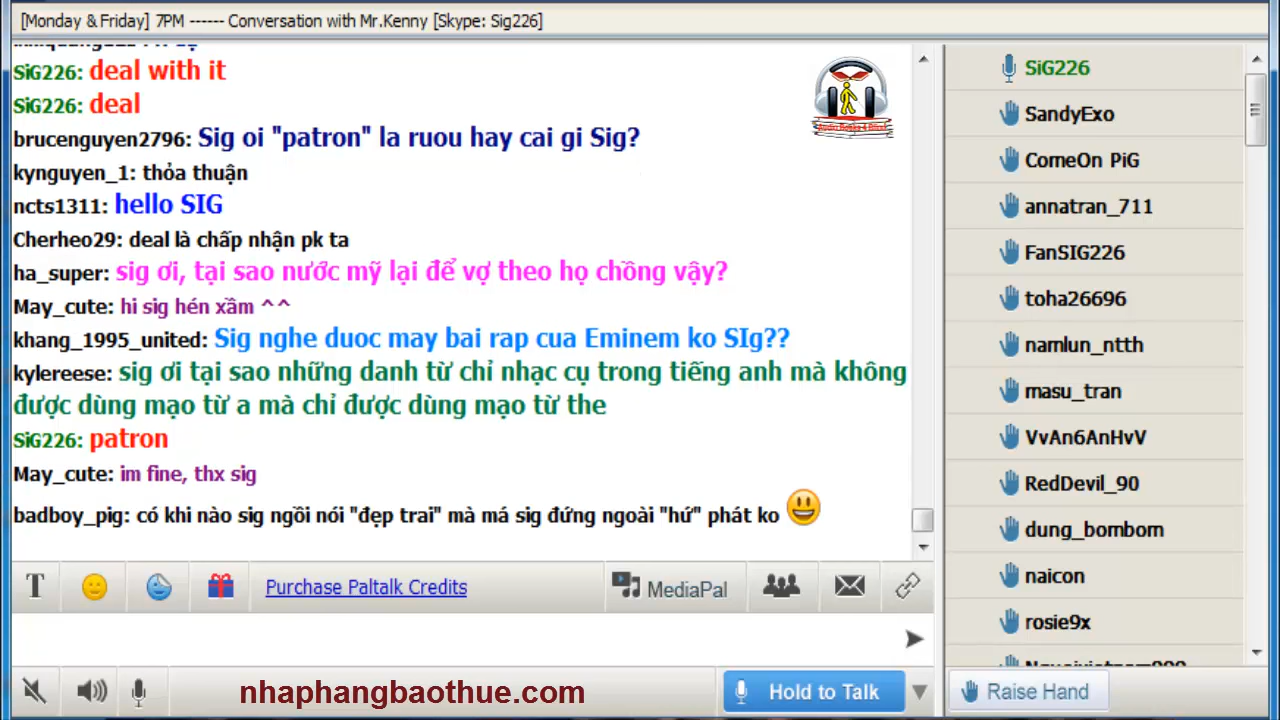 [Monday & Friday] 7PM ------ Conversation with Mr.Kenny [Skype: Sig226]
SiG226: deal with it
SiG226: deal
brucenguyen2796: Sig oi "patron" la ruou hay cai gi Sig?
kynguyen_1: thỏa thuận
ncts1311: hello SIG
Cherheo29: deal là chấp nhận pk ta
ha_super: sig ơi, tại sao nước mỹ lại để vợ theo họ chồng vậy?
May_cute: hi sig hén xầm ^^
khang_1995_united: Sig nghe duoc may bai rap cua Eminem ko SIg??
kylereese: sig ơi tại sao những danh từ chỉ nhạc cụ trong tiếng anh mà không
được dùng mạo từ a mà chỉ được dùng mạo từ the
SiG226: patron
May_cute: im fine, thx sig
badboy_pig: có khi nào sig ngồi nói "đẹp trai" mà má sig đứng ngoài "hứ" phát ko
T
Purchase Paltalk Credits
MediaPal
nhaphangbaothue.com
Hold to Talk
SiG226
SandyExo
ComeOn PiG
annatran_711
FanSIG226
toha26696
namlun_ntth
masu_tran
VvAn6AnHvV
RedDevil_90
dung_bombom
naicon
rosie9x
Raise Hand